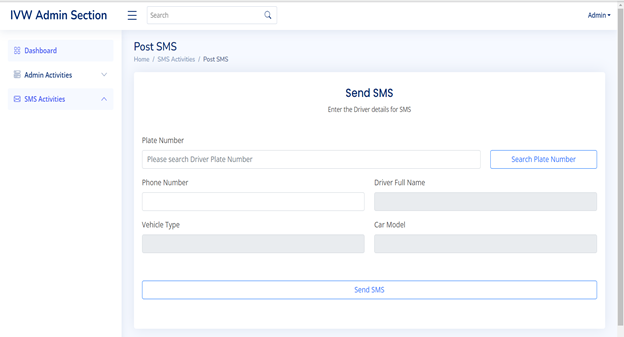 IVW Admin Section
Search
Admin
Dashboard
Admin Activities
SMS Activities
Post SMS
Home / SMS Activities / Post SMS
Send SMS
Enter the Driver details for SMS
Plate Number
Please search Driver Plate Number
Search Plate Number
Phone Number
Driver Full Name
Vehicle Type
Car Model
Send SMS